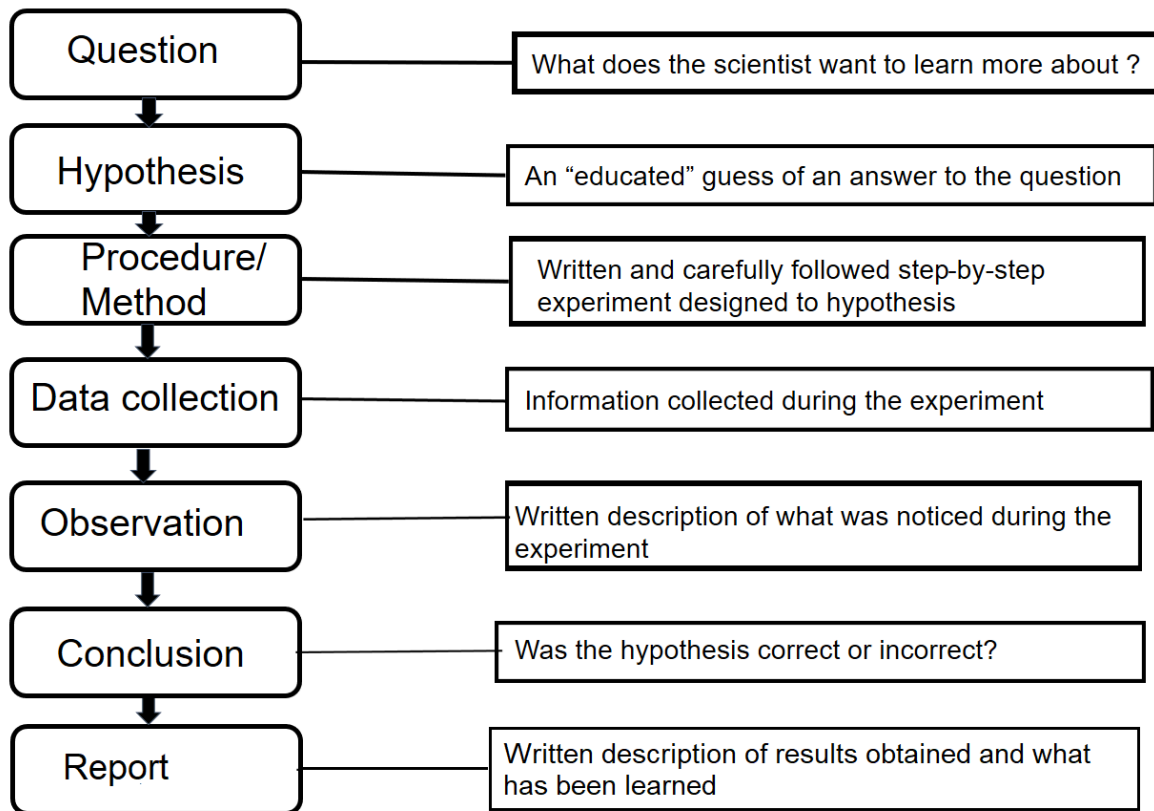 Question
What does the scientist want to learn more about ?
Hypothesis
An “educated” guess of an answer to the question
Procedure/
Method
Written and carefully followed step-by-step
experiment designed to hypothesis
Data collection
Information collected during the experiment
Observation
Written description of what was noticed during the
experiment
Conclusion
Was the hypothesis correct or incorrect?
Report
Written description of results obtained and what
has been learned